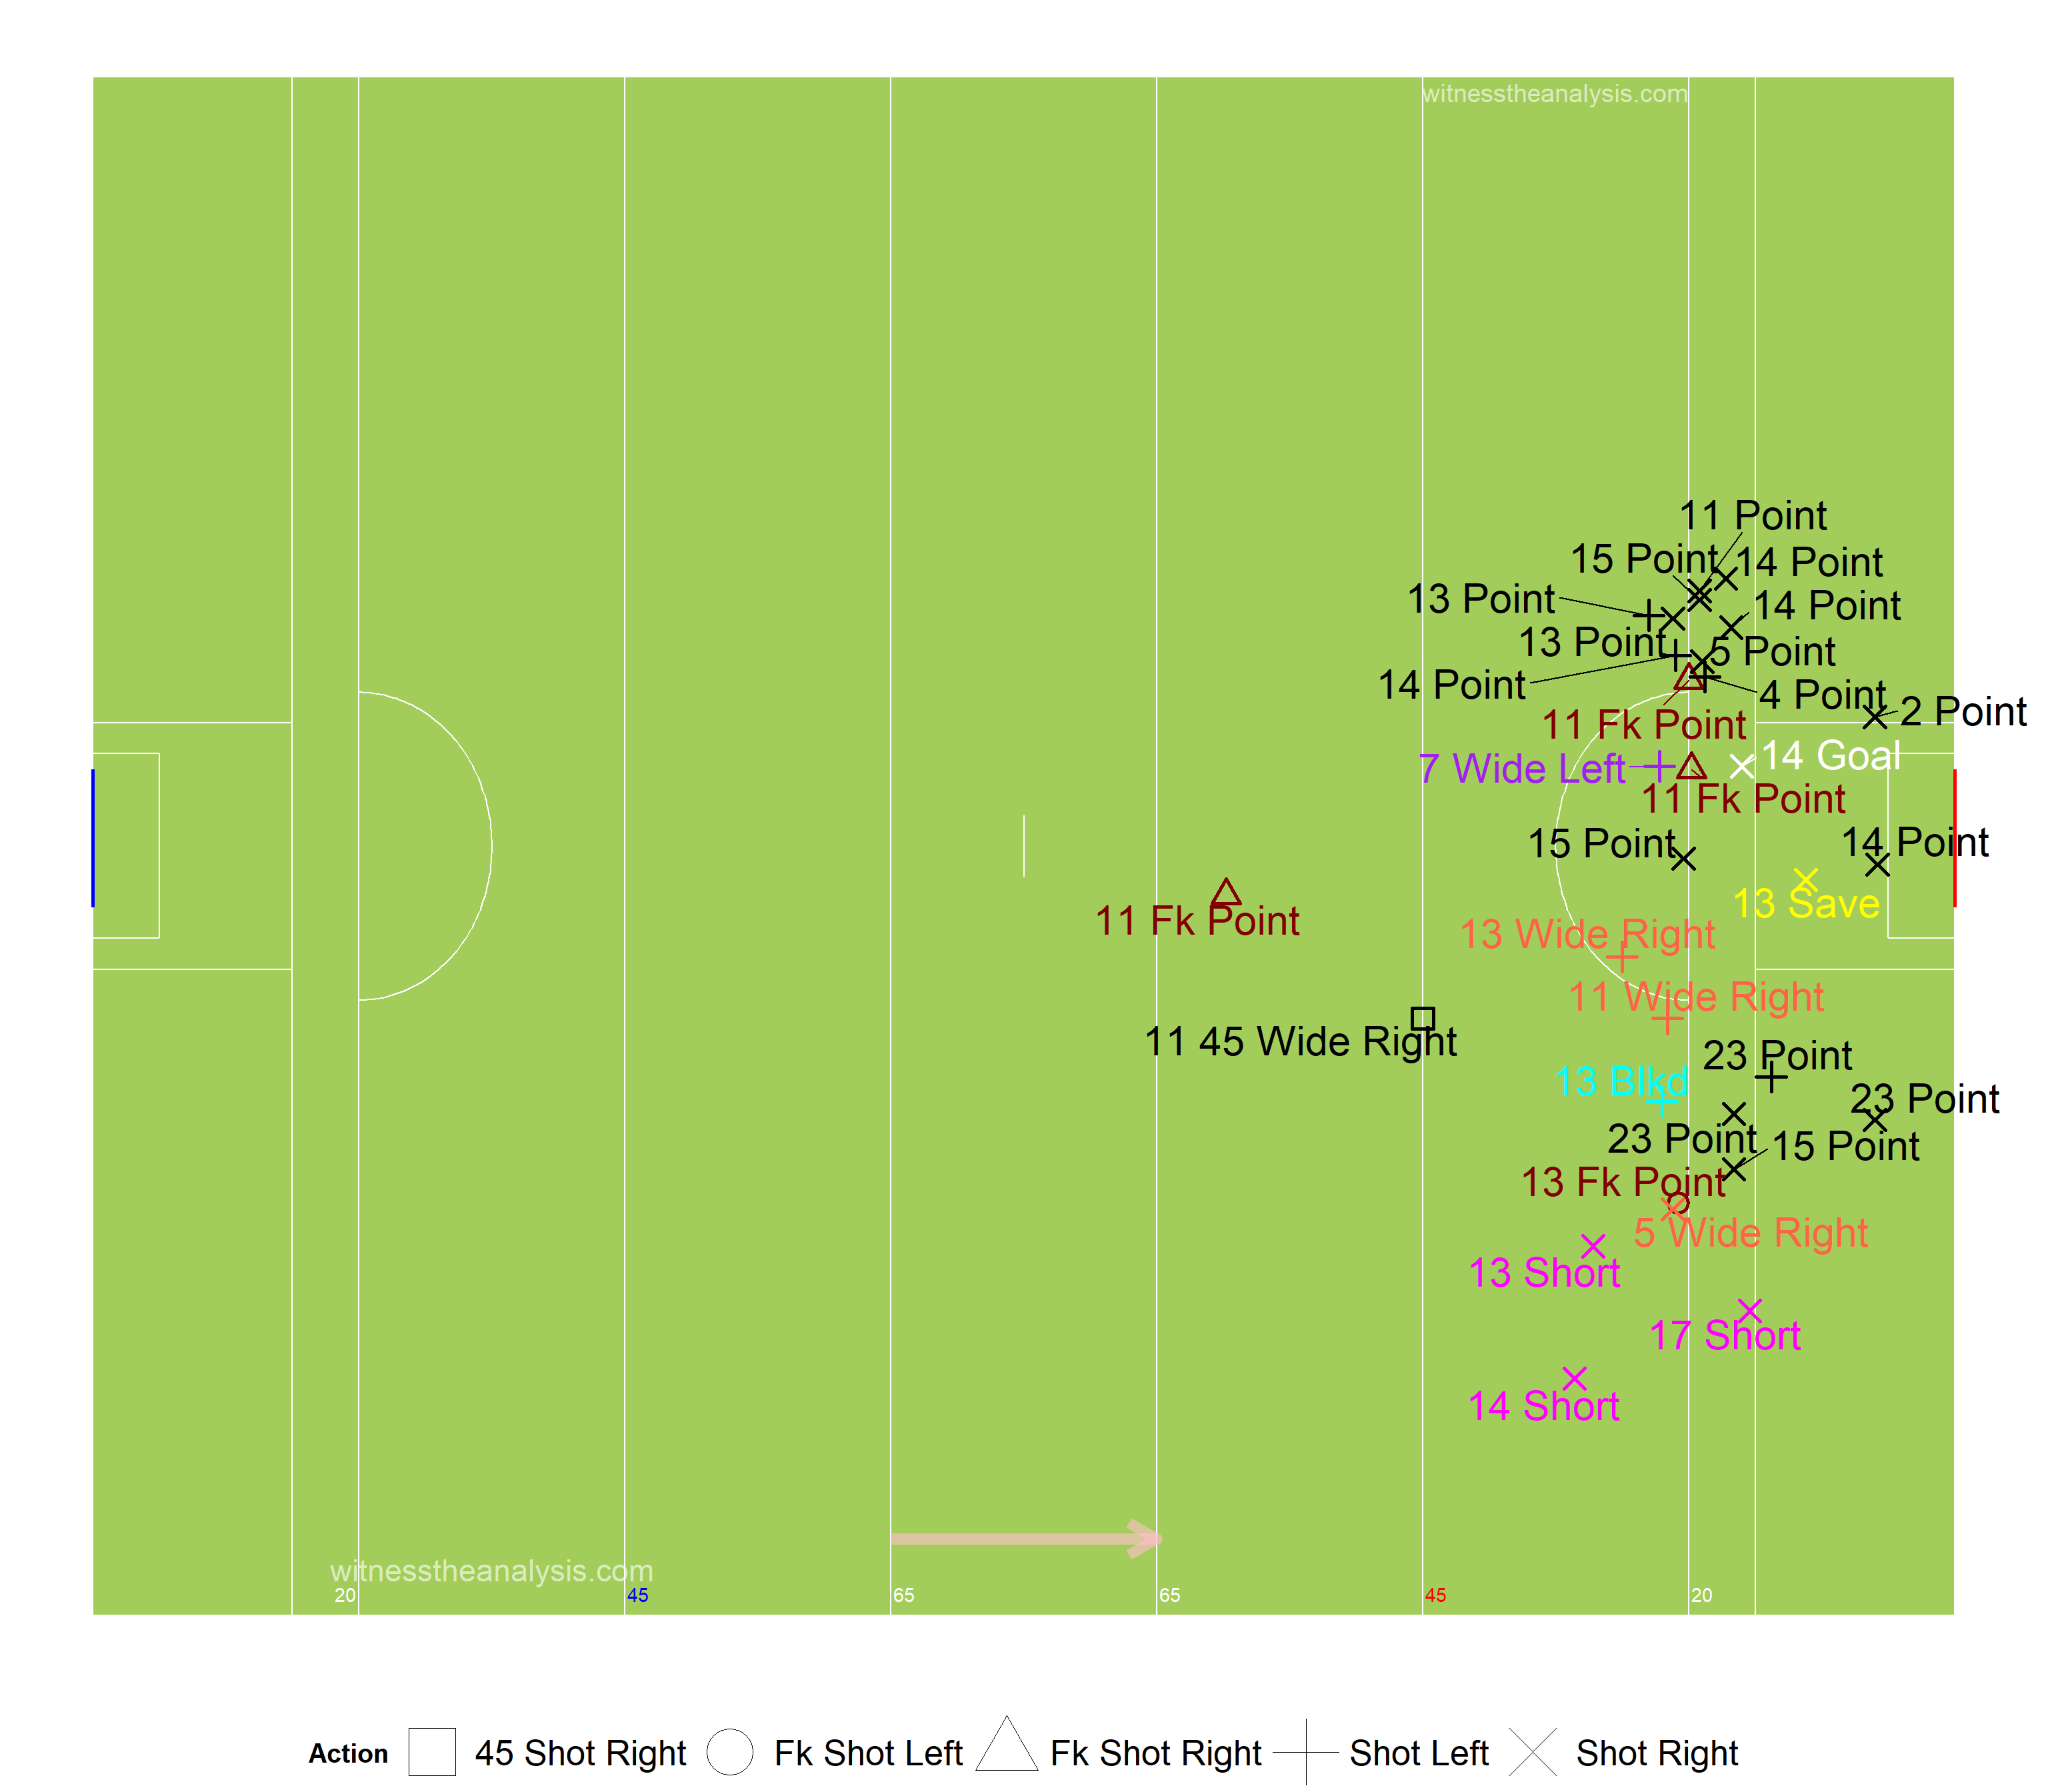 witnesstheanalysis.com
11 Point
15 Point
14 Point
13 Point
14 Point
13 Point
5 Point
14 Point
4 Point
2 Point
11 Fk Point
14 Goal
7 Wide Left
11 Fk Point
15 Point
14 Point
13 Save
11 Fk Point
13 Wide Right
11 Wide Right
11 45 Wide Right
23 Point
13 Blkd
23 Point
23 Point
15 Point
13 Fk Point
5 Wide Right
13 Short
17 Short
14 Short
witnesstheanalysis.com
20 45 65 65 45 20
Action 45 Shot Right Fk Shot Left Fk Shot Right Shot Left Shot Right